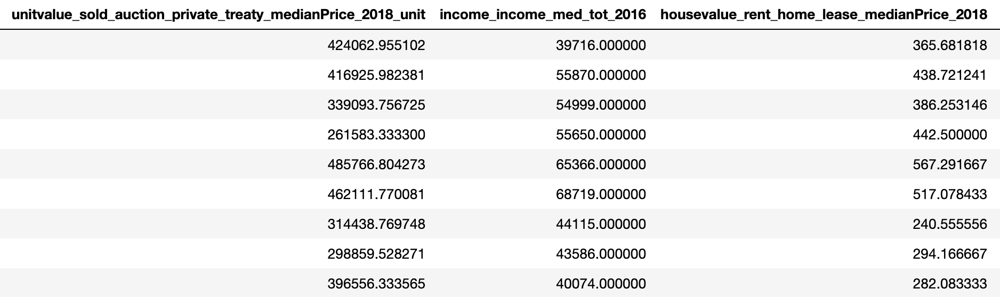 unitvalue_sold_auction_private_treaty_medianPrice_2018_unit income_income_med_tot_2016 housevalue_rent_home_lease_medianPrice_2018
424062.955102 39716.000000 365.681818
416925.982381 55870.000000 438.721241
339093.756725 54999.000000 386.253146
261583.333300 55650.000000 442.500000
485766.804273 65366.000000 567.291667
462111.770081 68719.000000 517.078433
314438.769748 44115.000000 240.555556
298859.528271 43586.000000 294.166667
396556.333565 40074.000000 282.083333